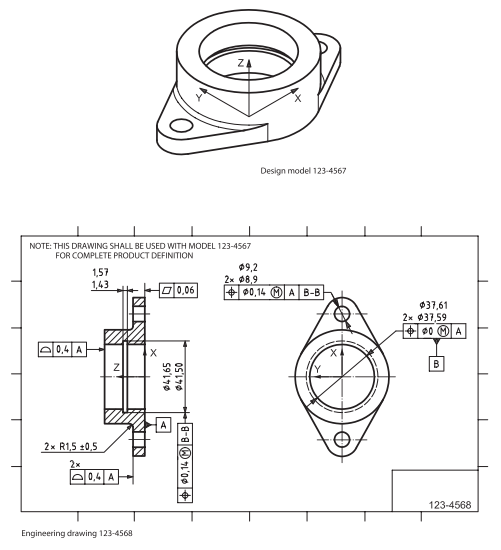 Z
Y
X
Design model 123-4567
NOTE: THIS DRAWING SHALL BE USED WITH MODEL 123-4567
FOR COMPLETE PRODUCT DEFINITION
1,57
1,43
⏥ 0,06
⌓ 0,4 A
Z
X
ø41,65
ø41,50
A
⌖ ø0,14 Ⓜ B-B
2× R1,5 ±0,5
2×
⌓ 0,4 A
ø9,2
2× ø8,9
⌖ ø0,14 Ⓜ A B-B
ø37,61
2× ø37,59
⌖ ø0 Ⓜ A
B
X
Y
123-4568
Engineering drawing 123-4568